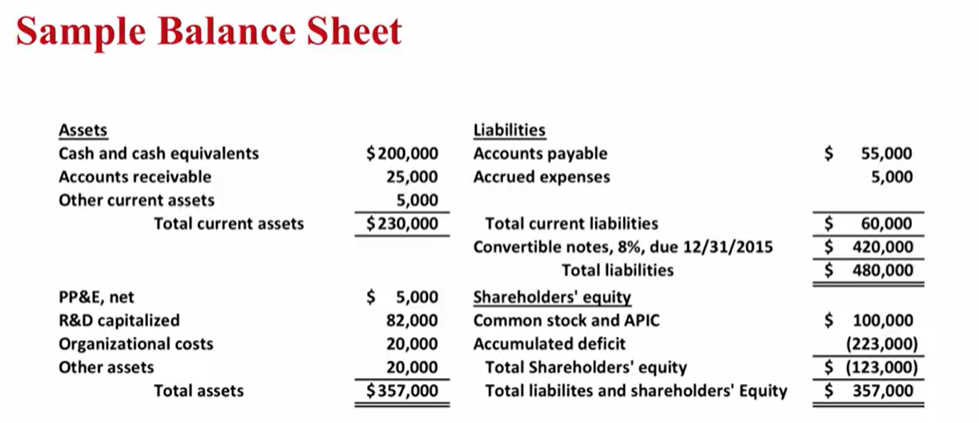 Sample Balance Sheet
Assets Liabilities
Cash and cash equivalents $200,000 Accounts payable $ 55,000
Accounts receivable 25,000 Accrued expenses 5,000
Other current assets 5,000
Total current assets $230,000 Total current liabilities $ 60,000
Convertible notes, 8%, due 12/31/2015 $ 420,000
Total liabilities $ 480,000
PP&E, net $ 5,000 Shareholders' equity
R&D capitalized 82,000 Common stock and APIC $ 100,000
Organizational costs 20,000 Accumulated deficit (223,000)
Other assets 20,000 Total Shareholders' equity $ (123,000)
Total assets $357,000 Total liabilites and shareholders' Equity $ 357,000